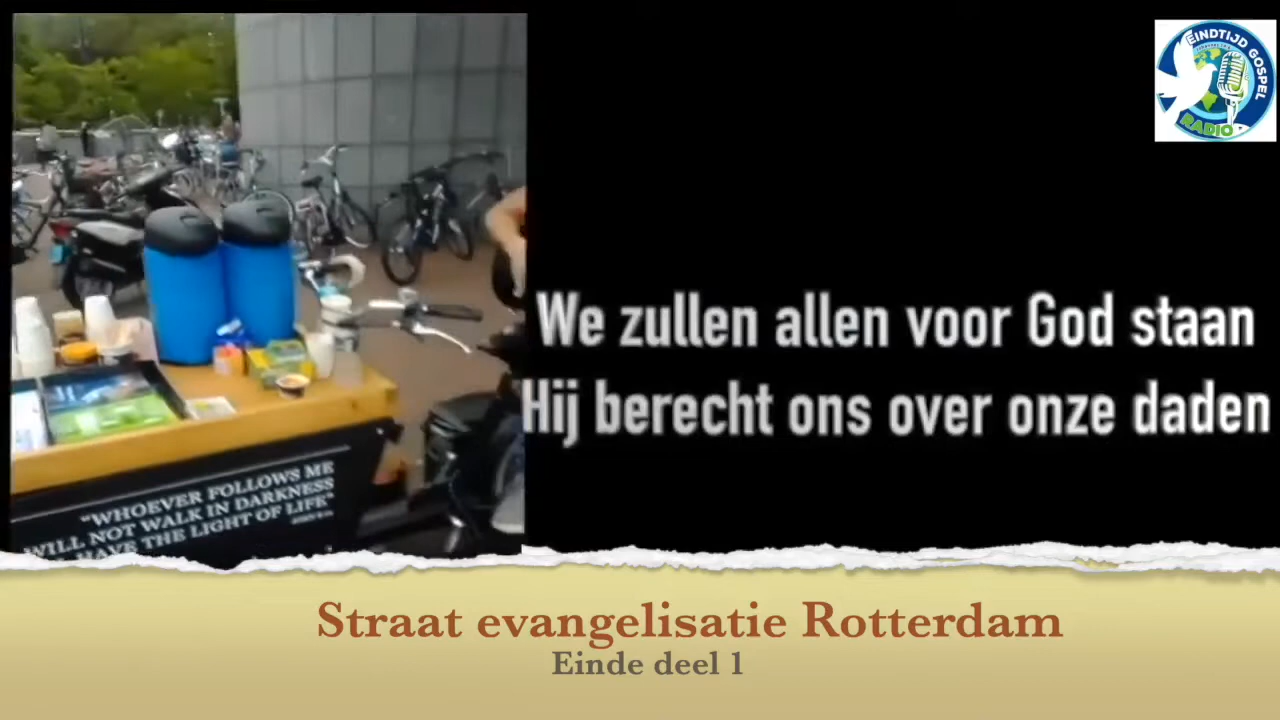 EINDTIJD GOSPEL
RADIO
We zullen allen voor God staan
Hij berecht ons over onze daden
"WHOEVER FOLLOWS ME
WILL NOT WALK IN DARKNESS
HAVE THE LIGHT OF LIFE"
Straat evangelisatie Rotterdam
Einde deel 1